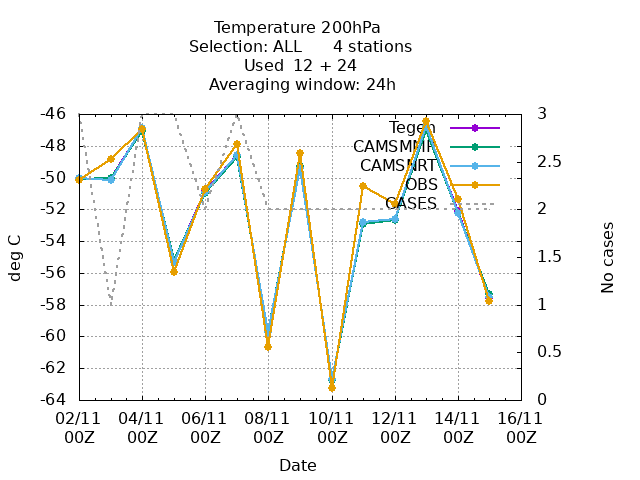 Temperature 200hPa
Selection: ALL 4 stations
Used 12 + 24
Averaging window: 24h
-46
-48
-50
-52
-54
-56
-58
-60
-62
-64
3
2.5
2
1.5
1
0.5
0
Tegen
CAMSMMIR
CAMSNRT
OBS
CASES
deg C
No cases
02/11 04/11 06/11 08/11 10/11 12/11 14/11 16/11
00Z 00Z 00Z 00Z 00Z 00Z 00Z 00Z
Date